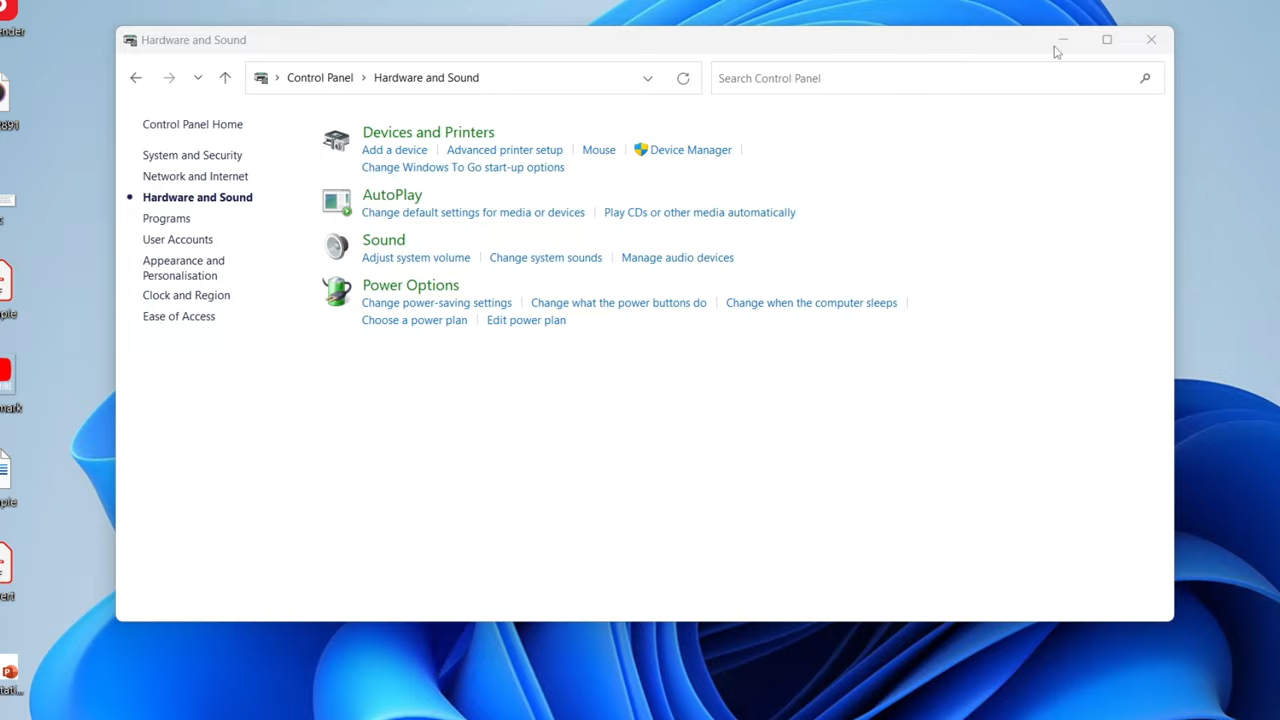 ender
Hardware and Sound
Control Panel > Hardware and Sound
Search Control Panel
891
Control Panel Home
System and Security
Network and Internet
Hardware and Sound
Programs
User Accounts
Appearance and
Personalisation
Clock and Region
Ease of Access
Devices and Printers
Add a device
Advanced printer setup
Mouse
Device Manager
Change Windows To Go start-up options
AutoPlay
Change default settings for media or devices
Play CDs or other media automatically
Sound
Adjust system volume
Change system sounds
Manage audio devices
Power Options
Change power-saving settings
Change what the power buttons do
Change when the computer sleeps
Choose a power plan
Edit power plan
mark
vert